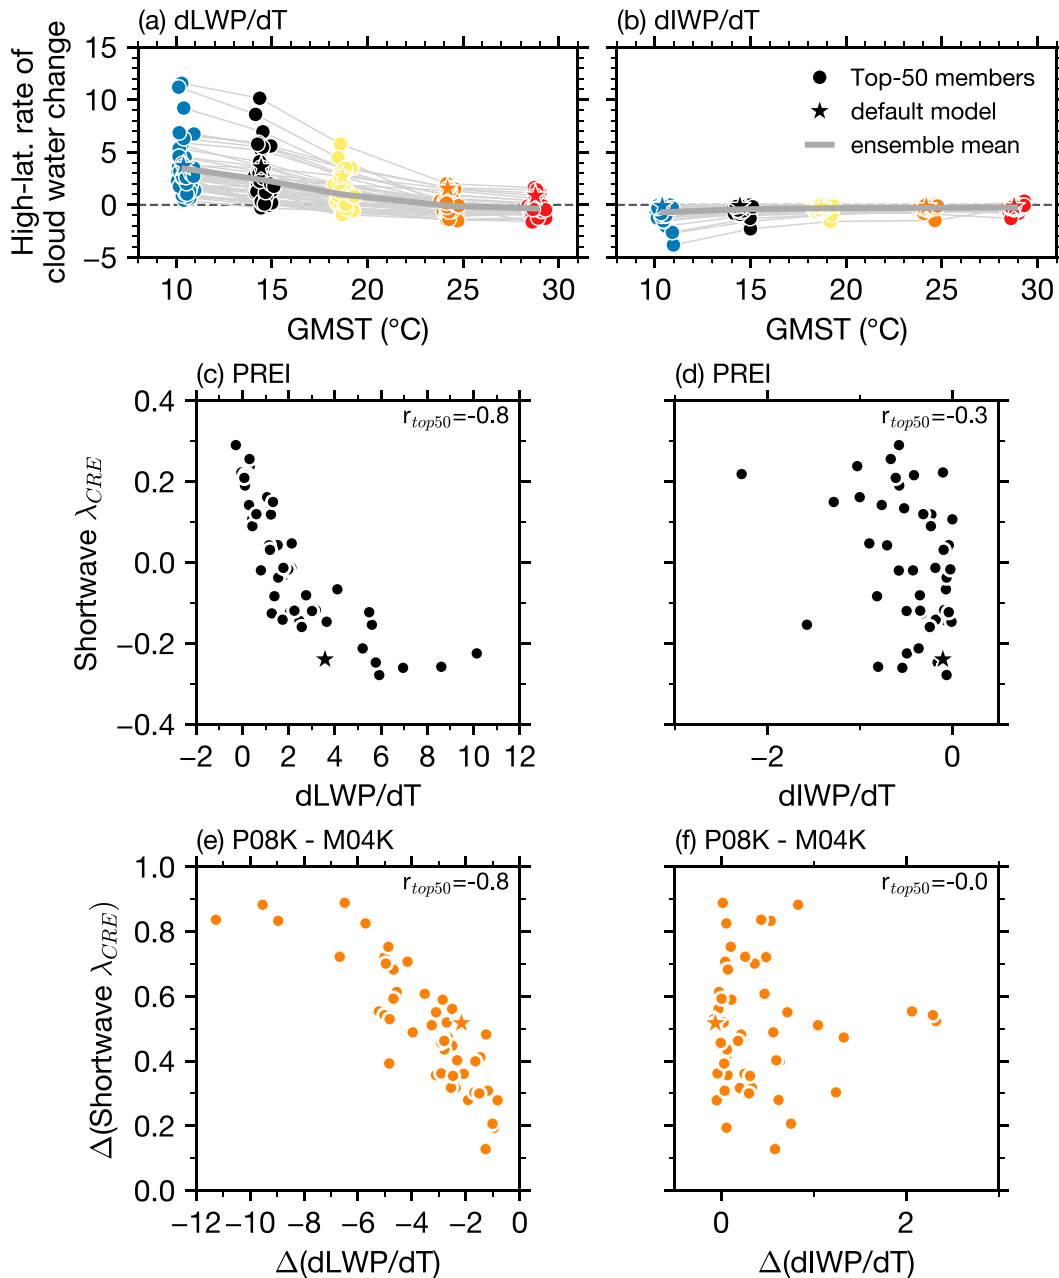 (a) dLWP/dT
(b) dIWP/dT
High-lat. rate of
cloud water change
15
10
5
0
−5
Top-50 members
default model
ensemble mean
10 15 20 25 30
10 15 20 25 30
GMST (°C)
GMST (°C)
(c) PREI
(d) PREI
Shortwave λCRE
0.4
0.2
0.0
−0.2
−0.4
r_top50=-0.8
r_top50=-0.3
−2 0 2 4 6 8 10 12
−2 0
dLWP/dT
dIWP/dT
(e) P08K - M04K
(f) P08K - M04K
Δ(Shortwave λCRE)
1.0
0.8
0.6
0.4
0.2
0.0
r_top50=-0.8
r_top50=-0.0
−12 −10 −8 −6 −4 −2 0
0 2
Δ(dLWP/dT)
Δ(dIWP/dT)